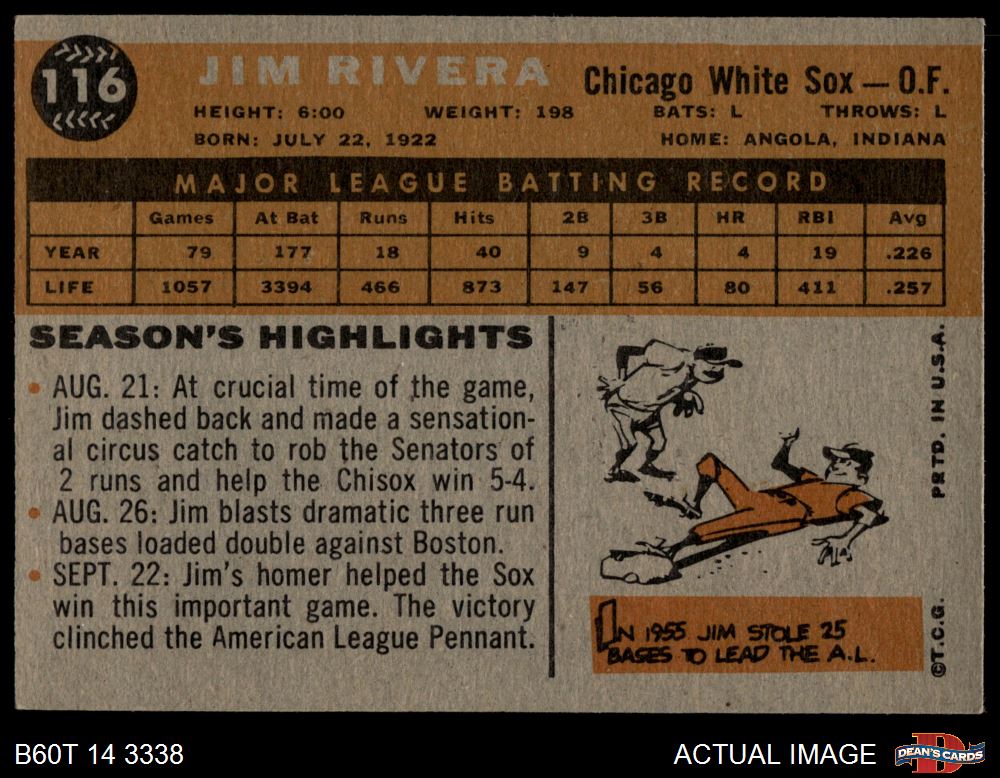 116
JIM RIVERA
Chicago White Sox — O.F.
HEIGHT: 6:00 WEIGHT: 198 BATS: L THROWS: L
BORN: JULY 22, 1922 HOME: ANGOLA, INDIANA
MAJOR LEAGUE BATTING RECORD
Games At Bat Runs Hits 2B 3B HR RBI Avg
YEAR 79 177 18 40 9 4 4 19 .226
LIFE 1057 3394 466 873 147 56 80 411 .257
SEASON'S HIGHLIGHTS
• AUG. 21: At crucial time of the game,
Jim dashed back and made a sensation-
al circus catch to rob the Senators of
2 runs and help the Chisox win 5-4.
• AUG. 26: Jim blasts dramatic three run
bases loaded double against Boston.
• SEPT. 22: Jim's homer helped the Sox
win this important game. The victory
clinched the American League Pennant.
IN 1955 JIM STOLE 25
BASES TO LEAD THE A.L.
©T.C.G. PRTD. IN U.S.A.
B60T 14 3338
ACTUAL IMAGE
D
DEAN'S CARDS